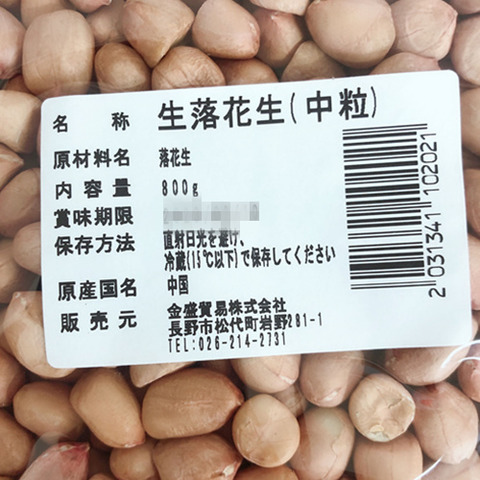 名称 生落花生(中粒)
原材料名 落花生
内容量 800g
賞味期限
保存方法 直射日光を避け、
冷蔵(15℃以下)で保存してください
原産国名 中国
販売元 金盛貿易株式会社
長野市松代町岩野281-1
TEL:026-214-2731
2 031341 102021